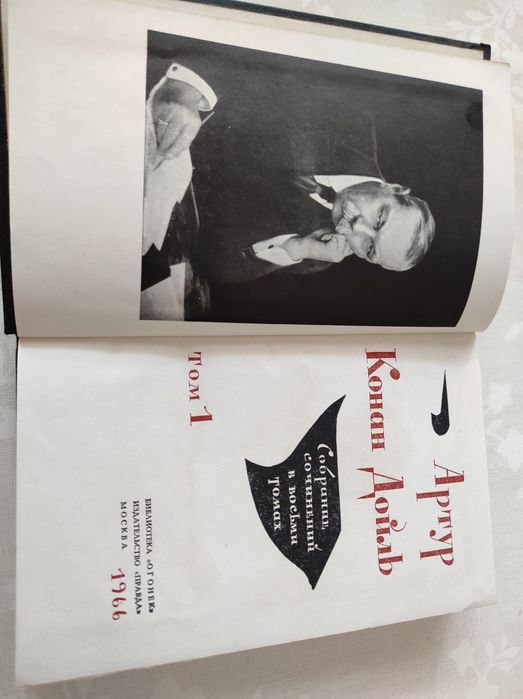 Артур
Конан Дойль
Собрание
сочинений
в восьми
томах
Том 1
БИБЛИОТЕКА «ОГОНЕК»
ИЗДАТЕЛЬСТВО «ПРАВДА»
МОСКВА 1966